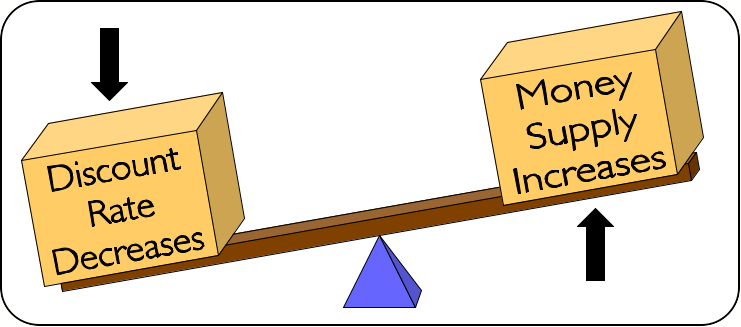 Discount
Rate
Decreases
Money
Supply
Increases